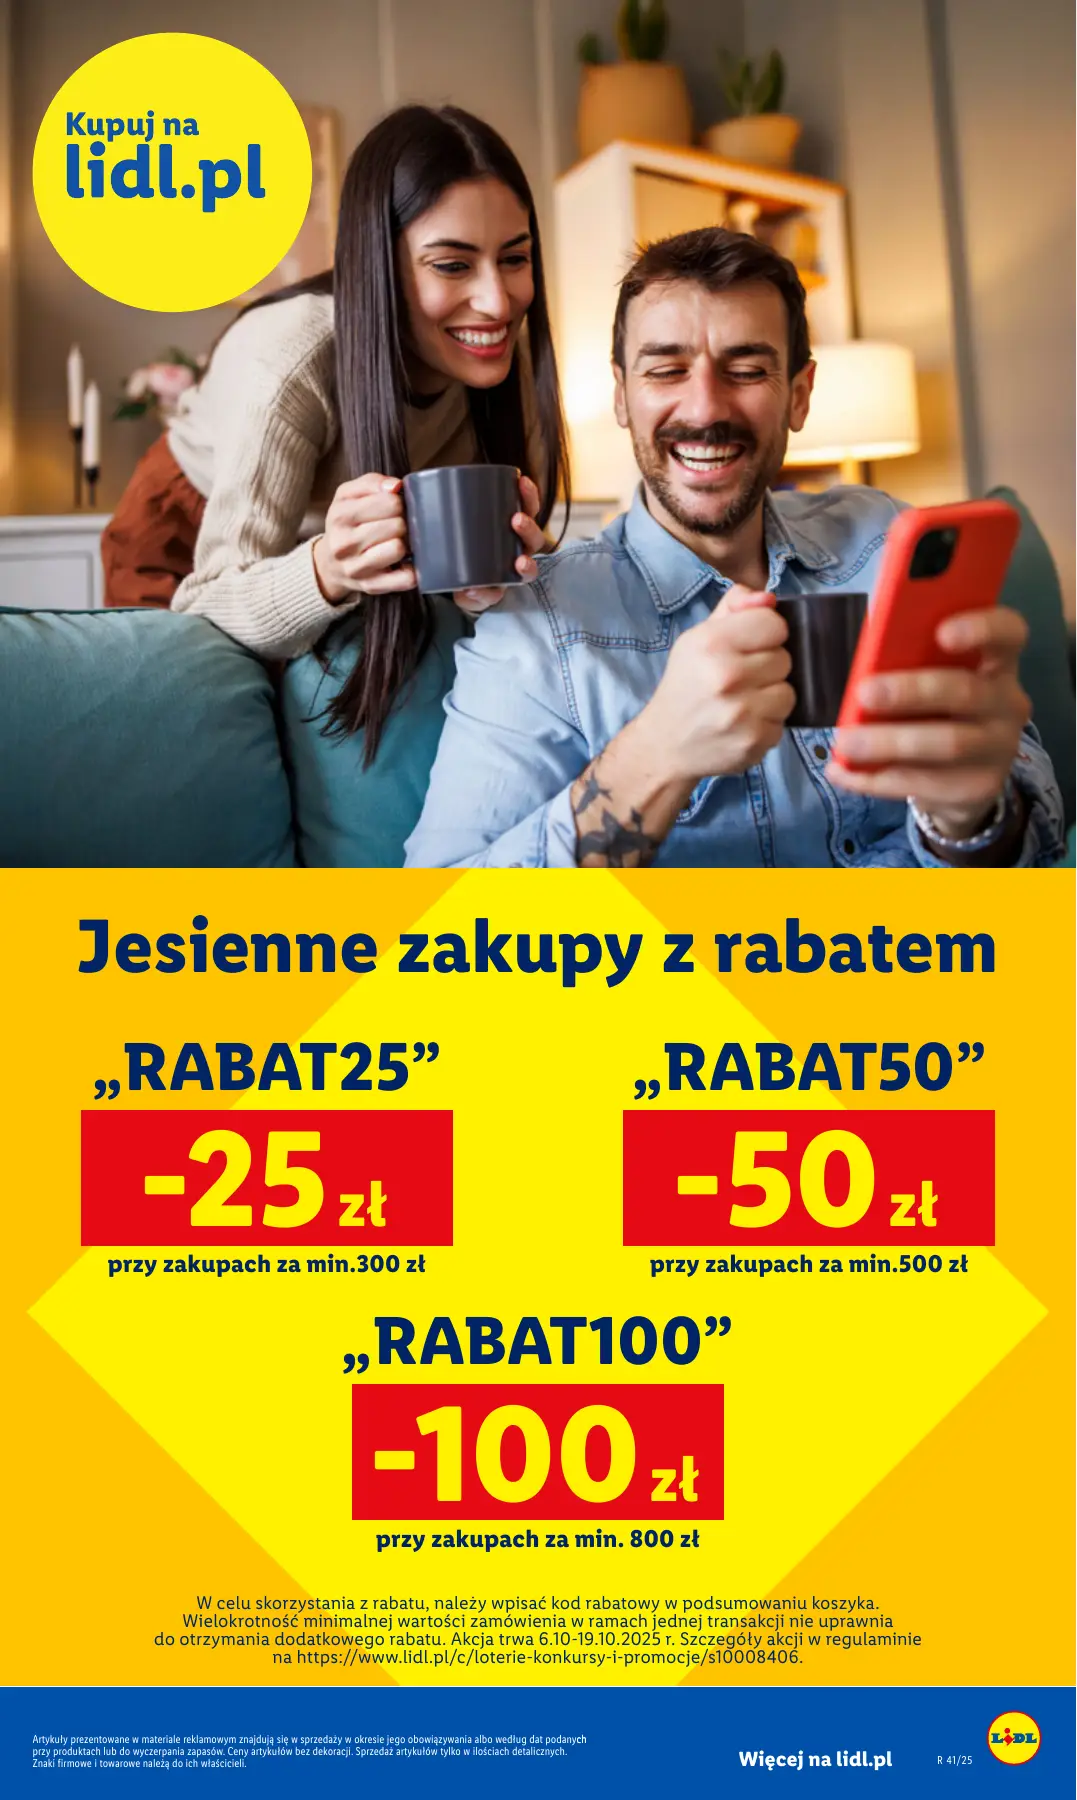 Kupuj na
lidl.pl
Jesienne zakupy z rabatem
„RABAT25”
-25 zł
przy zakupach za min.300 zł
„RABAT50”
-50 zł
przy zakupach za min.500 zł
„RABAT100”
-100 zł
przy zakupach za min. 800 zł
W celu skorzystania z rabatu, należy wpisać kod rabatowy w podsumowaniu koszyka.
Wielokrotność minimalnej wartości zamówienia w ramach jednej transakcji nie uprawnia
do otrzymania dodatkowego rabatu. Akcja trwa 6.10-19.10.2025 r. Szczegóły akcji w regulaminie
na https://www.lidl.pl/c/loterie-konkursy-i-promocje/s10008406.
Artykuły prezentowane w materiale reklamowym znajdują się w sprzedaży w okresie jego obowiązywania albo według dat podanych
przy produktach lub do wyczerpania zapasów. Ceny artykułów bez dekoracji. Sprzedaż artykułów tylko w ilościach detalicznych.
Znaki firmowe i towarowe należą do ich właścicieli.
Więcej na lidl.pl
R 41/25
LIDL